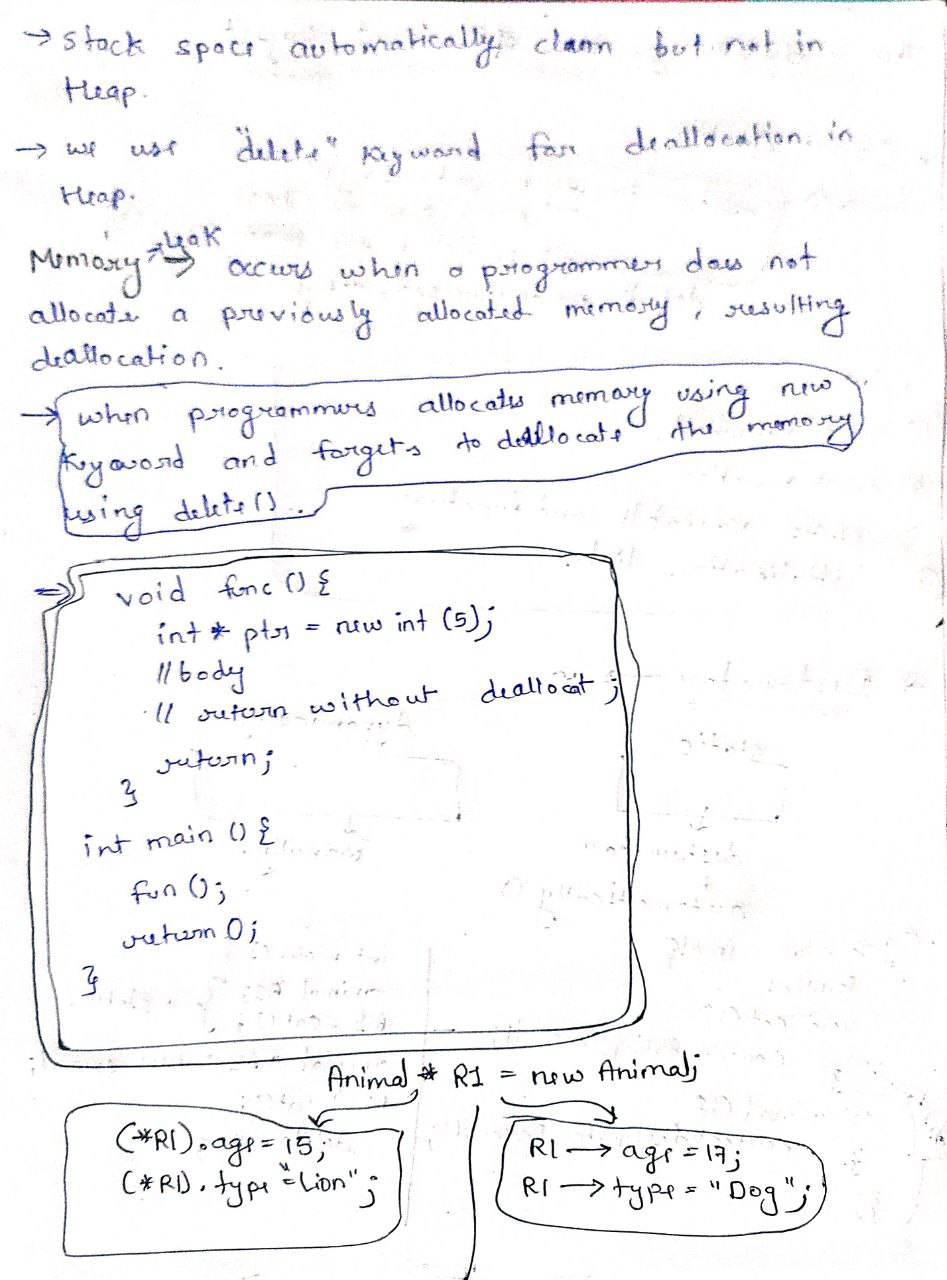 → stack space automatically clean but not in
Heap.
→ we use "delete" keyword for deallocation in
Heap.
Memory leak → occurs when a programmer does not
allocate a previously allocated memory, resulting
deallocation.
→ when programmers allocates memory using new
keyword and forgets to deallocate the memory
using delete().
⇒ void func () {
int * ptr = new int (5);
// body
// return without deallocat ;
return;
}
int main () {
fun ();
return 0;
}
Animal * R1 = new Animal;
(*R1).age = 15;
(*R1).type = "Lion";
R1 → age = 17;
R1 → type = "Dog";